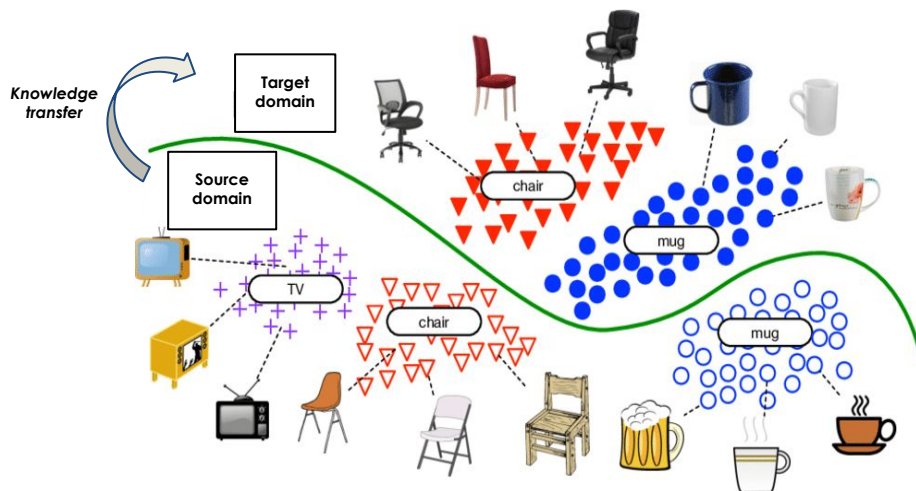 Knowledge
transfer
Target
domain
Source
domain
chair
mug
TV
chair
mug